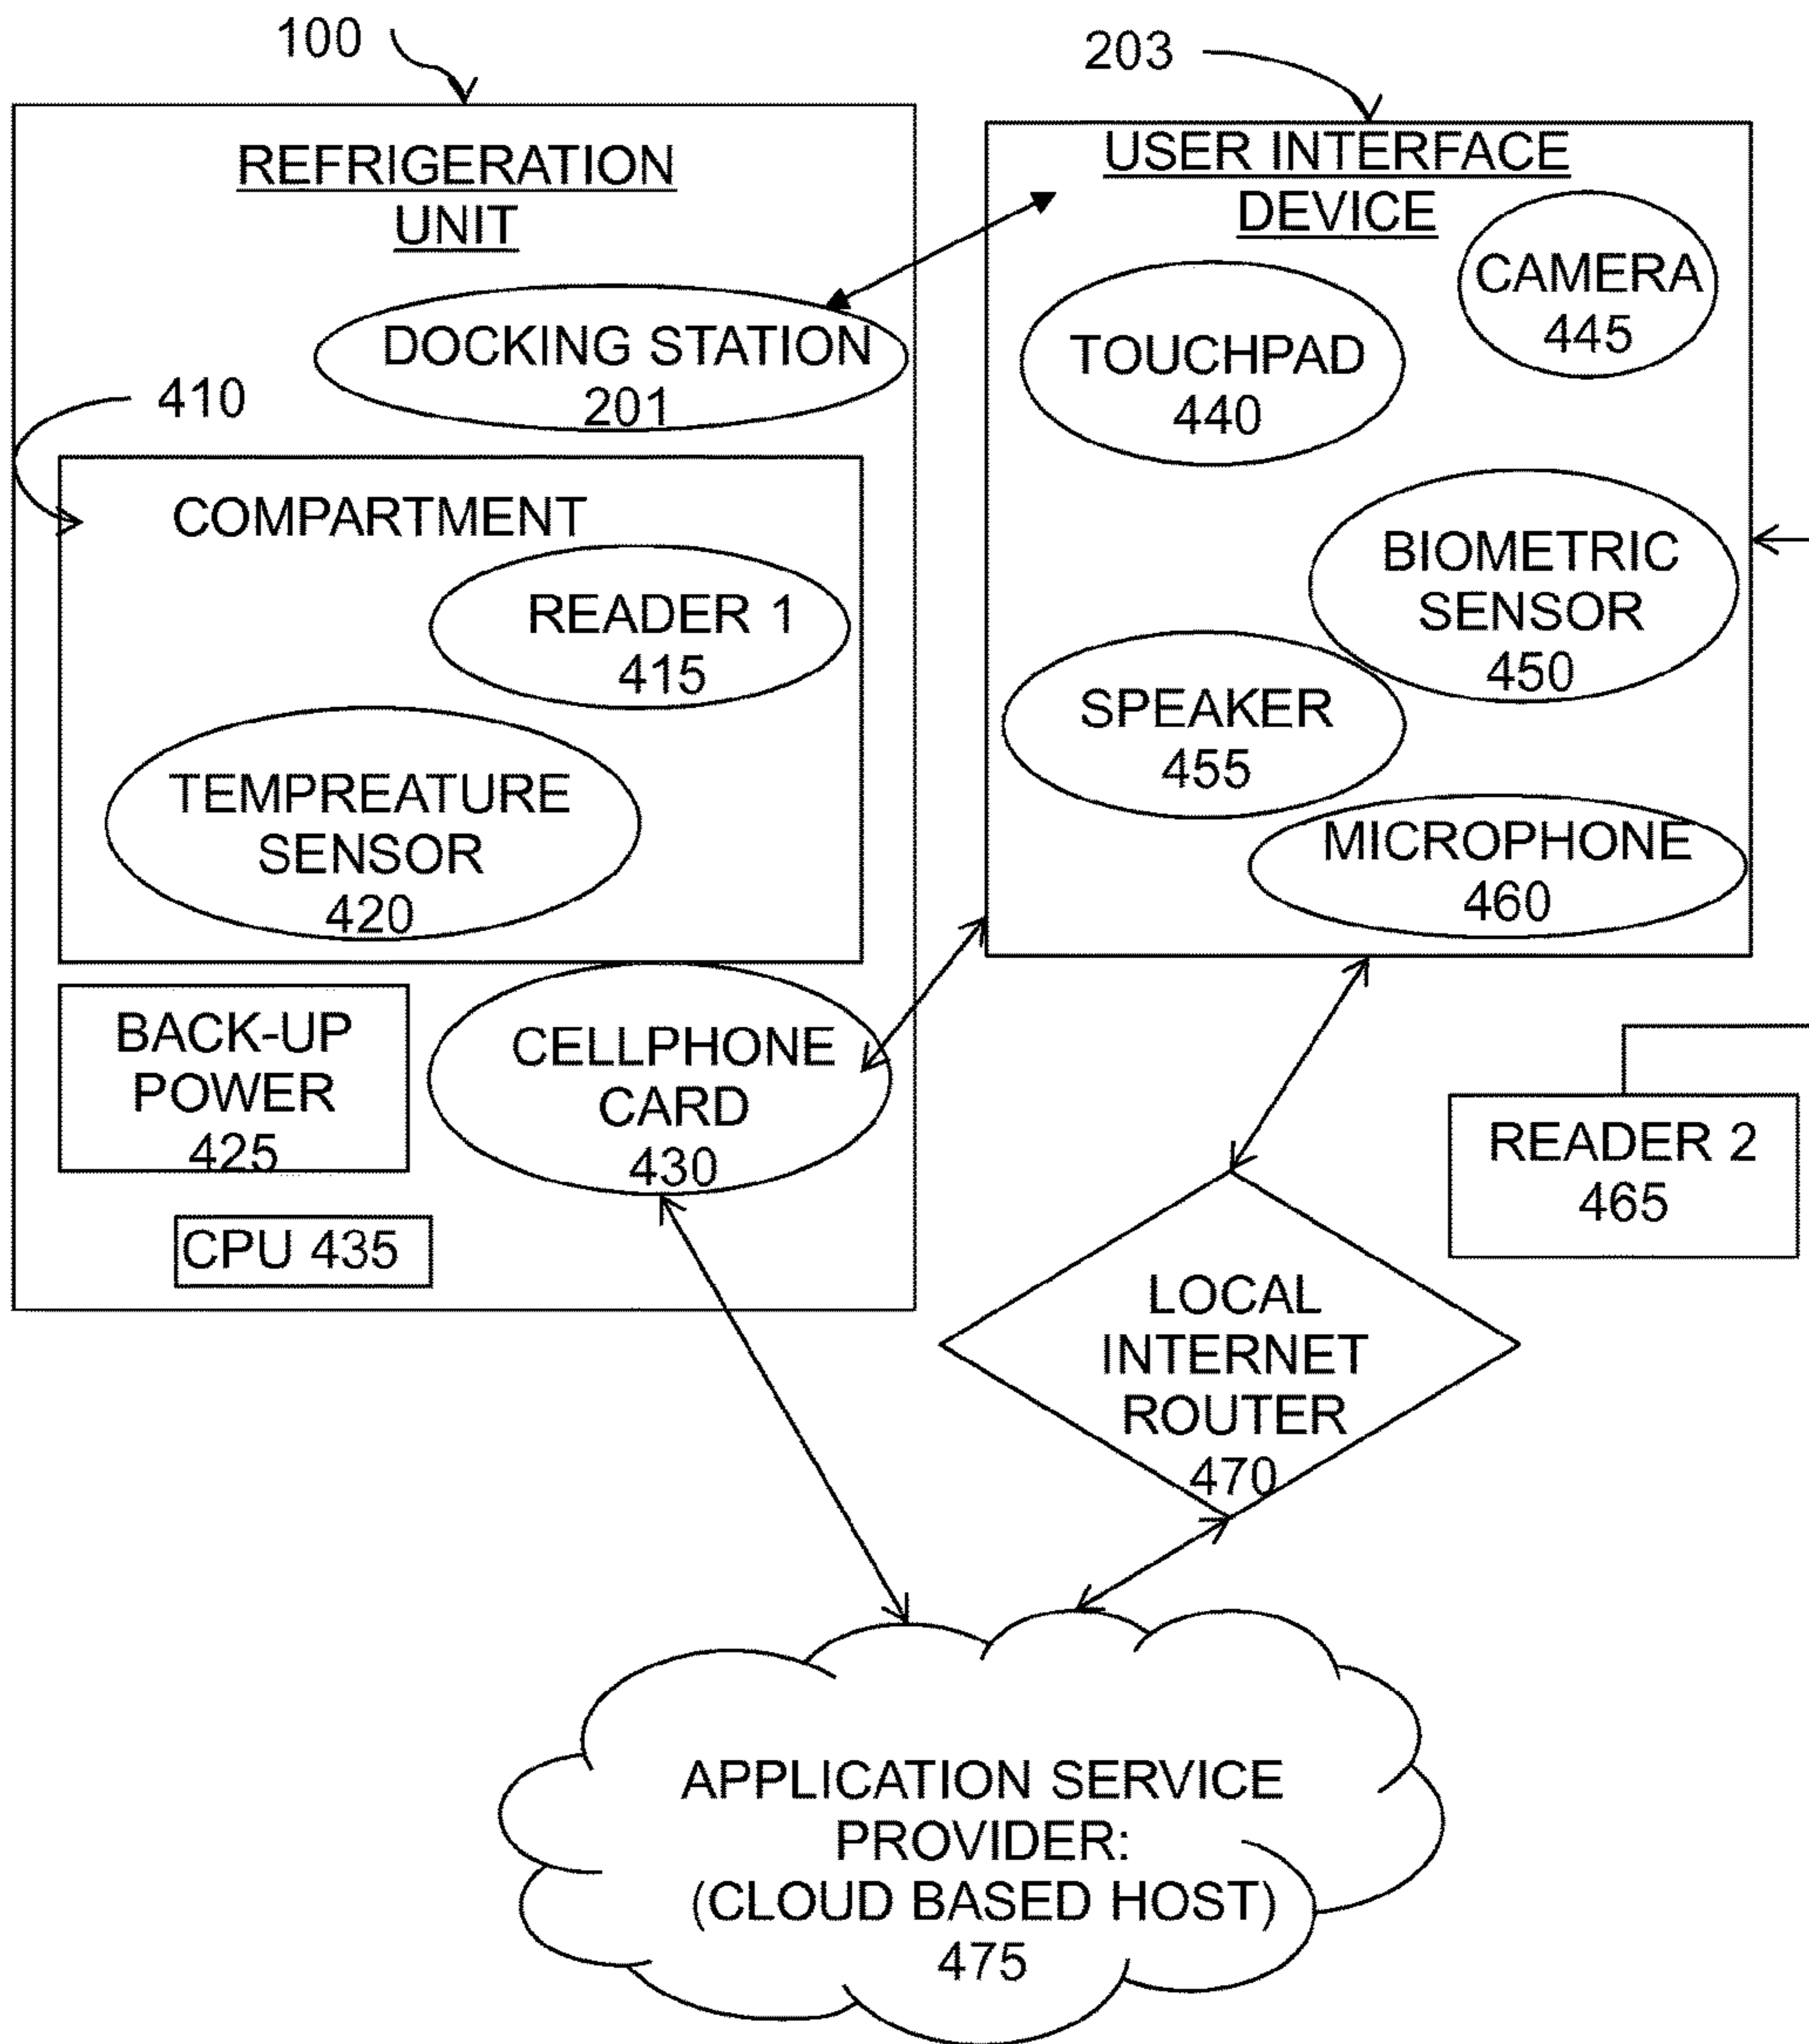 100
203
REFRIGERATION
UNIT
DOCKING STATION
201
410
COMPARTMENT
READER 1
415
TEMPREATURE
SENSOR
420
BACK-UP
POWER
425
CELLPHONE
CARD
430
CPU 435
USER INTERFACE
DEVICE
CAMERA
445
TOUCHPAD
440
BIOMETRIC
SENSOR
450
SPEAKER
455
MICROPHONE
460
READER 2
465
LOCAL
INTERNET
ROUTER
470
APPLICATION SERVICE
PROVIDER:
(CLOUD BASED HOST)
475